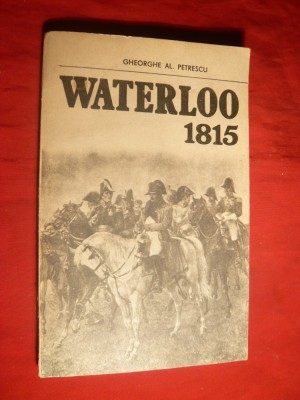 GHEORGHE AL. PETRESCU
WATERLOO
1815